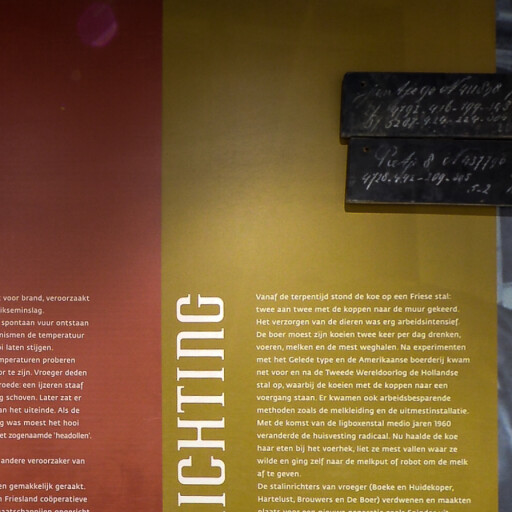 t voor brand, veroorzaakt
ikseminslag.
spontaan vuur ontstaan
nismen de temperatuur
i laten stijgen.
mperaturen proberen
or te zijn. Vroeger deden
roede: een ijzeren staaf
g schoven. Later zat er
an het uiteinde. Als de
g was moest het hooi
et zogenaamde 'headollen'.
andere veroorzaker van
en gemakkelijk geraakt.
n Friesland coöperatieve
aatschappijen opgericht
ICHTING
Vanaf de terpentijd stond de koe op een Friese stal:
twee aan twee met de koppen naar de muur gekeerd.
Het verzorgen van de dieren was erg arbeidsintensief.
De boer moest zijn koeien twee keer per dag drenken,
voeren, melken en de mest weghalen. Na experimenten
met het Gelede type en de Amerikaanse boerderij kwam
net voor en na de Tweede Wereldoorlog de Hollandse
stal op, waarbij de koeien met de koppen naar een
voergang staan. Er kwamen ook arbeidsbesparende
methoden zoals de melkleiding en de uitmestinstallatie.
Met de komst van de ligboxenstal medio jaren 1960
veranderde de huisvesting radicaal. Nu haalde de koe
haar eten bij het voerhek, liet ze mest vallen waar ze
wilde en ging zelf naar de melkput of robot om de melk
af te geven.
De stalinrichters van vroeger (Boeke en Huidekoper,
Hartelust, Brouwers en De Boer) verdwenen en maakten